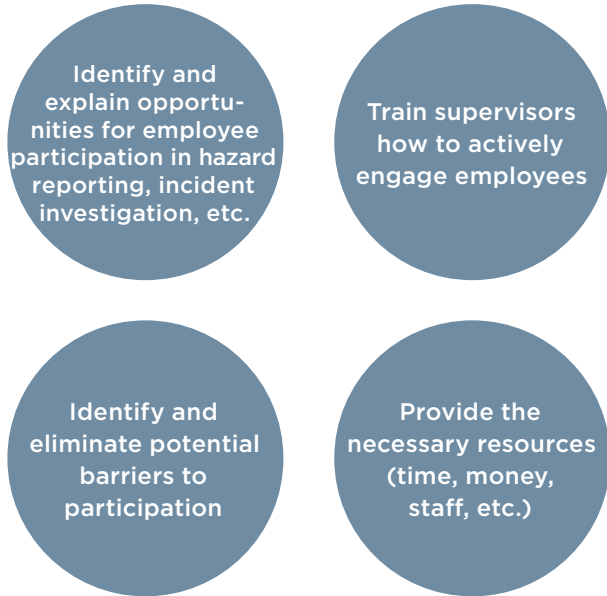 Identify and
explain opportu-
nities for employee
participation in hazard
reporting, incident
investigation, etc.
Train supervisors
how to actively
engage employees
Identify and
eliminate potential
barriers to
participation
Provide the
necessary resources
(time, money,
staff, etc.)